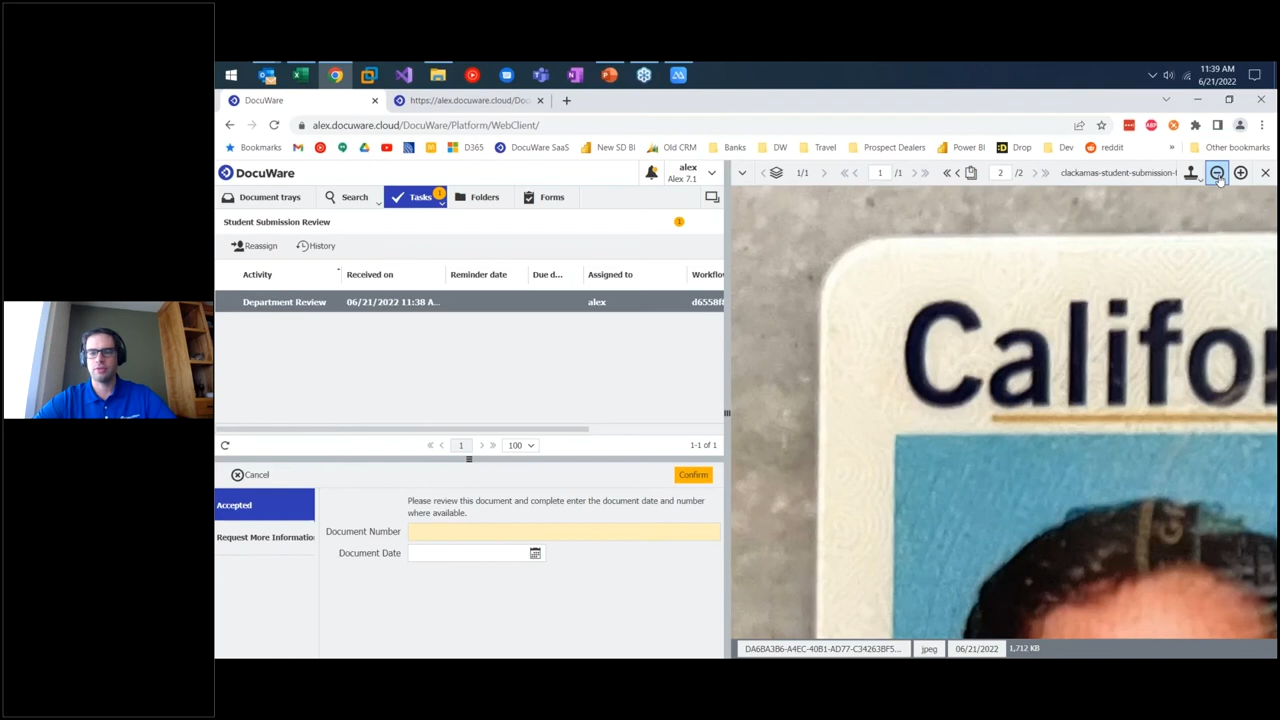 11:39 AM
6/21/2022
DocuWare
https://alex.docuware.cloud/Doc
alex.docuware.cloud/DocuWare/Platform/WebClient/
Bookmarks
D365
DocuWare SaaS
New SD BI
Old CRM
Banks
DW
Travel
Prospect Dealers
Power BI
Drop
Dev
reddit
»
Other bookmarks
DocuWare
alex
Alex 7.1
1/1
1 /1
2 /2
clackamas-student-submission-f
Document trays
Search
Tasks
1
Folders
Forms
Student Submission Review
1
Reassign
History
Activity
Received on
Reminder date
Due d...
Assigned to
Workflo
Department Review
06/21/2022 11:38 A...
alex
d6558f8
Califor
1
100
1-1 of 1
Cancel
Confirm
Accepted
Request More Informatio
Please review this document and complete enter the document date and number
where available.
Document Number
Document Date
DA6BA3B6-A4EC-40B1-AD77-C34263BF5...
jpeg
06/21/2022
1,712 KB